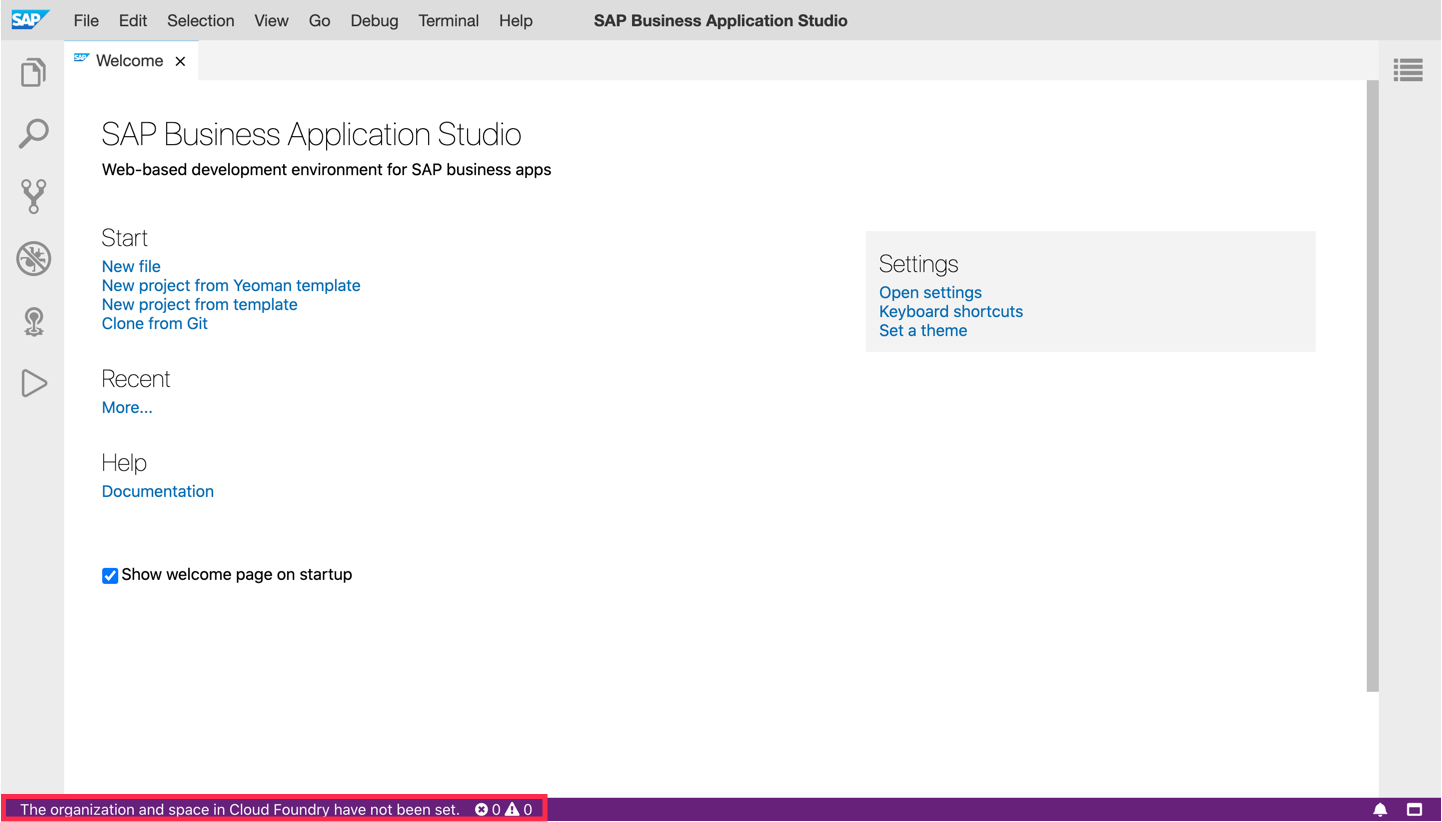 SAP File Edit Selection View Go Debug Terminal Help SAP Business Application Studio
SAP Welcome
SAP Business Application Studio
Web-based development environment for SAP business apps
Start
New file
New project from Yeoman template
New project from template
Clone from Git
Settings
Open settings
Keyboard shortcuts
Set a theme
Recent
More...
Help
Documentation
Show welcome page on startup
The organization and space in Cloud Foundry have not been set. 0 0